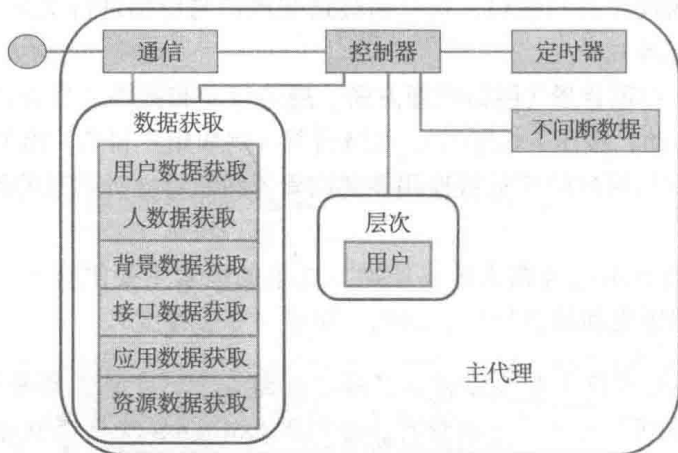 通信
控制器
定时器
数据获取
不间断数据
用户数据获取
人数据获取
层次
背景数据获取
用户
接口数据获取
应用数据获取
主代理
资源数据获取